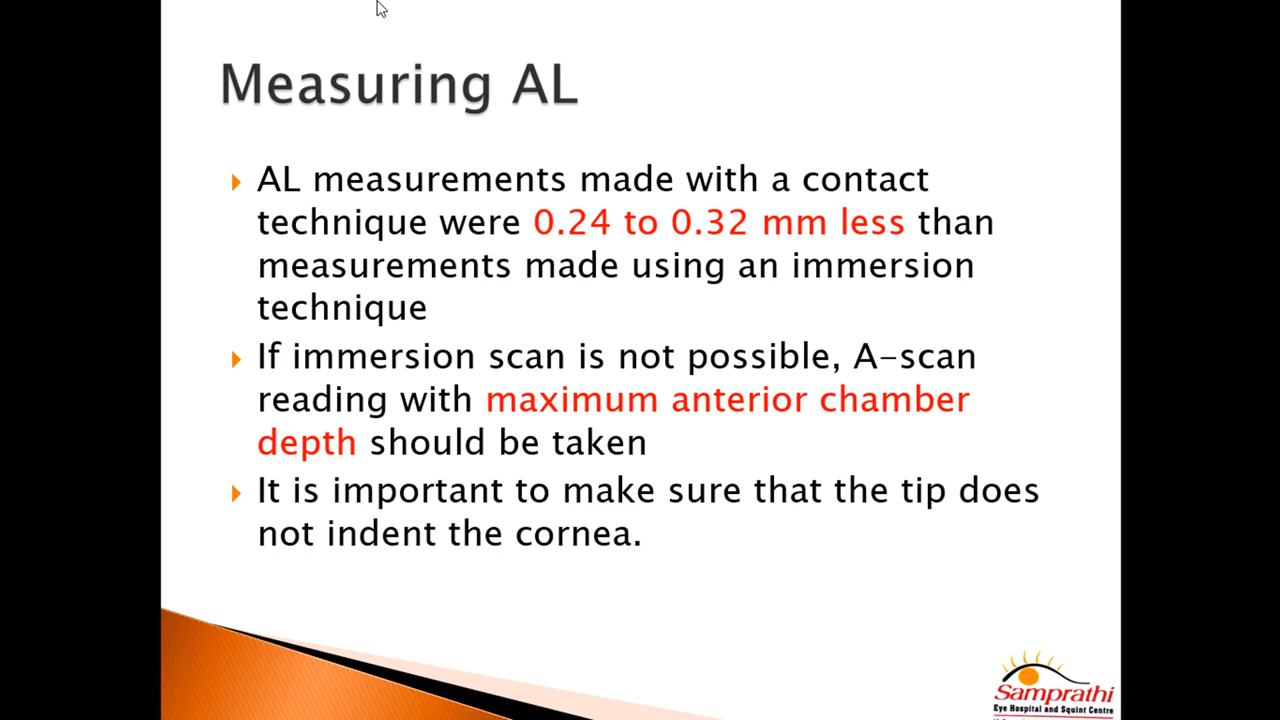 Measuring AL
AL measurements made with a contact
technique were 0.24 to 0.32 mm less than
measurements made using an immersion
technique
If immersion scan is not possible, A-scan
reading with maximum anterior chamber
depth should be taken
It is important to make sure that the tip does
not indent the cornea.
Samprathi
Eye Hospital and Squint Centre